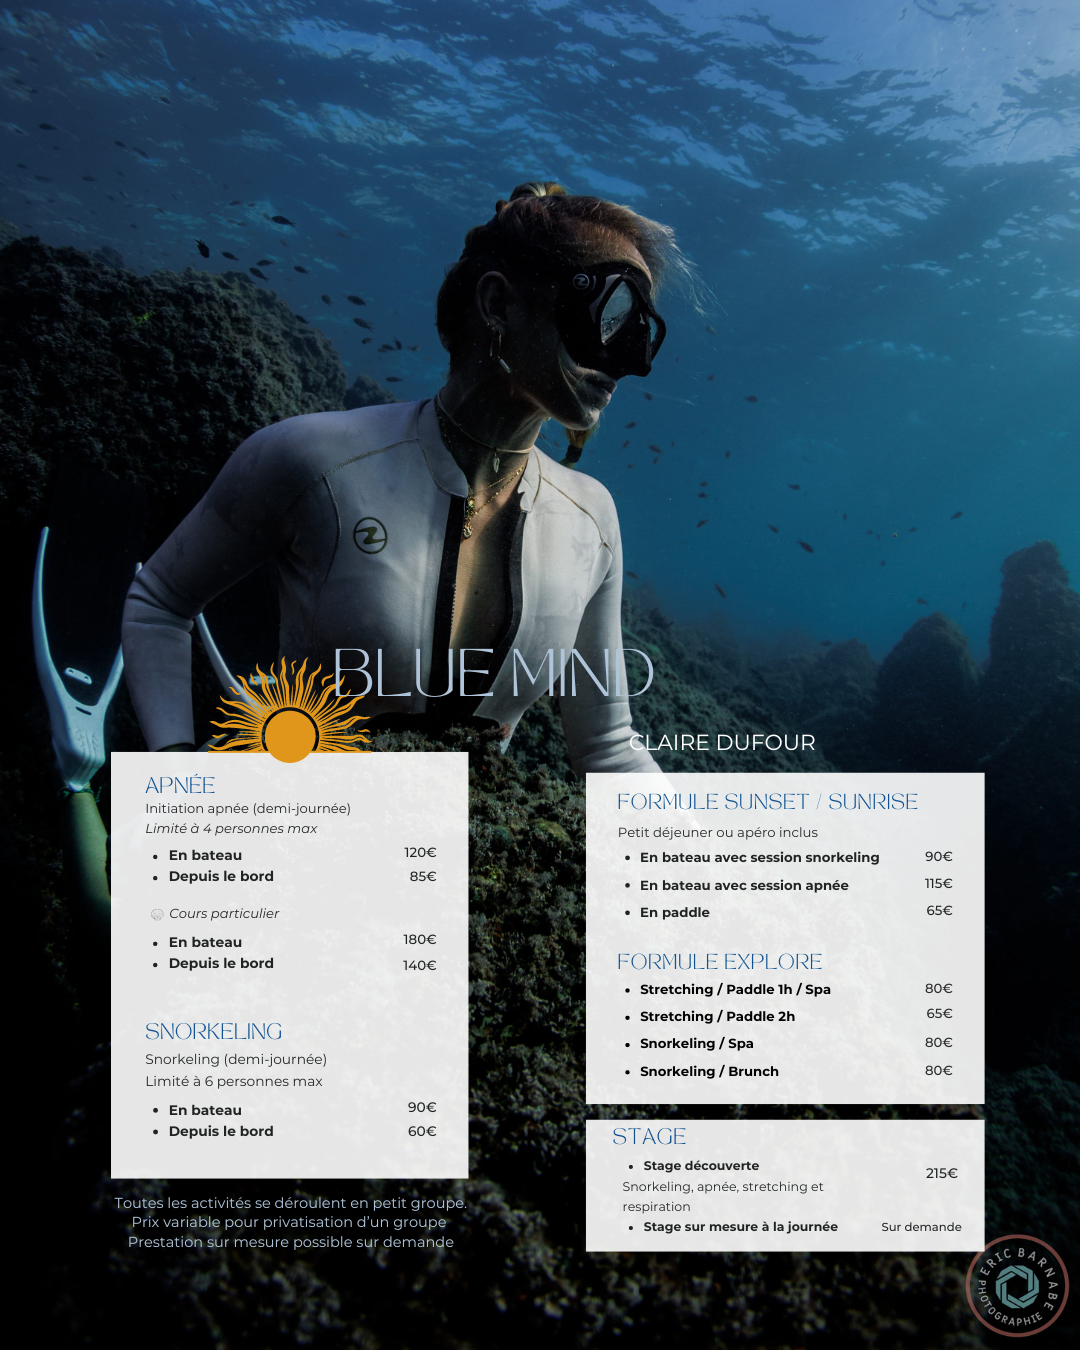 BLUE MIND
CLAIRE DUFOUR
APNÉE
Initiation apnée (demi-journée)
Limité à 4 personnes max
• En bateau 120€
• Depuis le bord 85€
Cours particulier
• En bateau 180€
• Depuis le bord 140€
SNORKELING
Snorkeling (demi-journée)
Limité à 6 personnes max
• En bateau 90€
• Depuis le bord 60€
Toutes les activités se déroulent en petit groupe.
Prix variable pour privatisation d'un groupe
Prestation sur mesure possible sur demande
FORMULE SUNSET / SUNRISE
Petit déjeuner ou apéro inclus
• En bateau avec session snorkeling 90€
• En bateau avec session apnée 115€
• En paddle 65€
FORMULE EXPLORE
• Stretching / Paddle 1h / Spa 80€
• Stretching / Paddle 2h 65€
• Snorkeling / Spa 80€
• Snorkeling / Brunch 80€
STAGE
• Stage découverte 215€
Snorkeling, apnée, stretching et
respiration
• Stage sur mesure à la journée Sur demande
ERIC BARNABE
PHOTOGRAPHIE